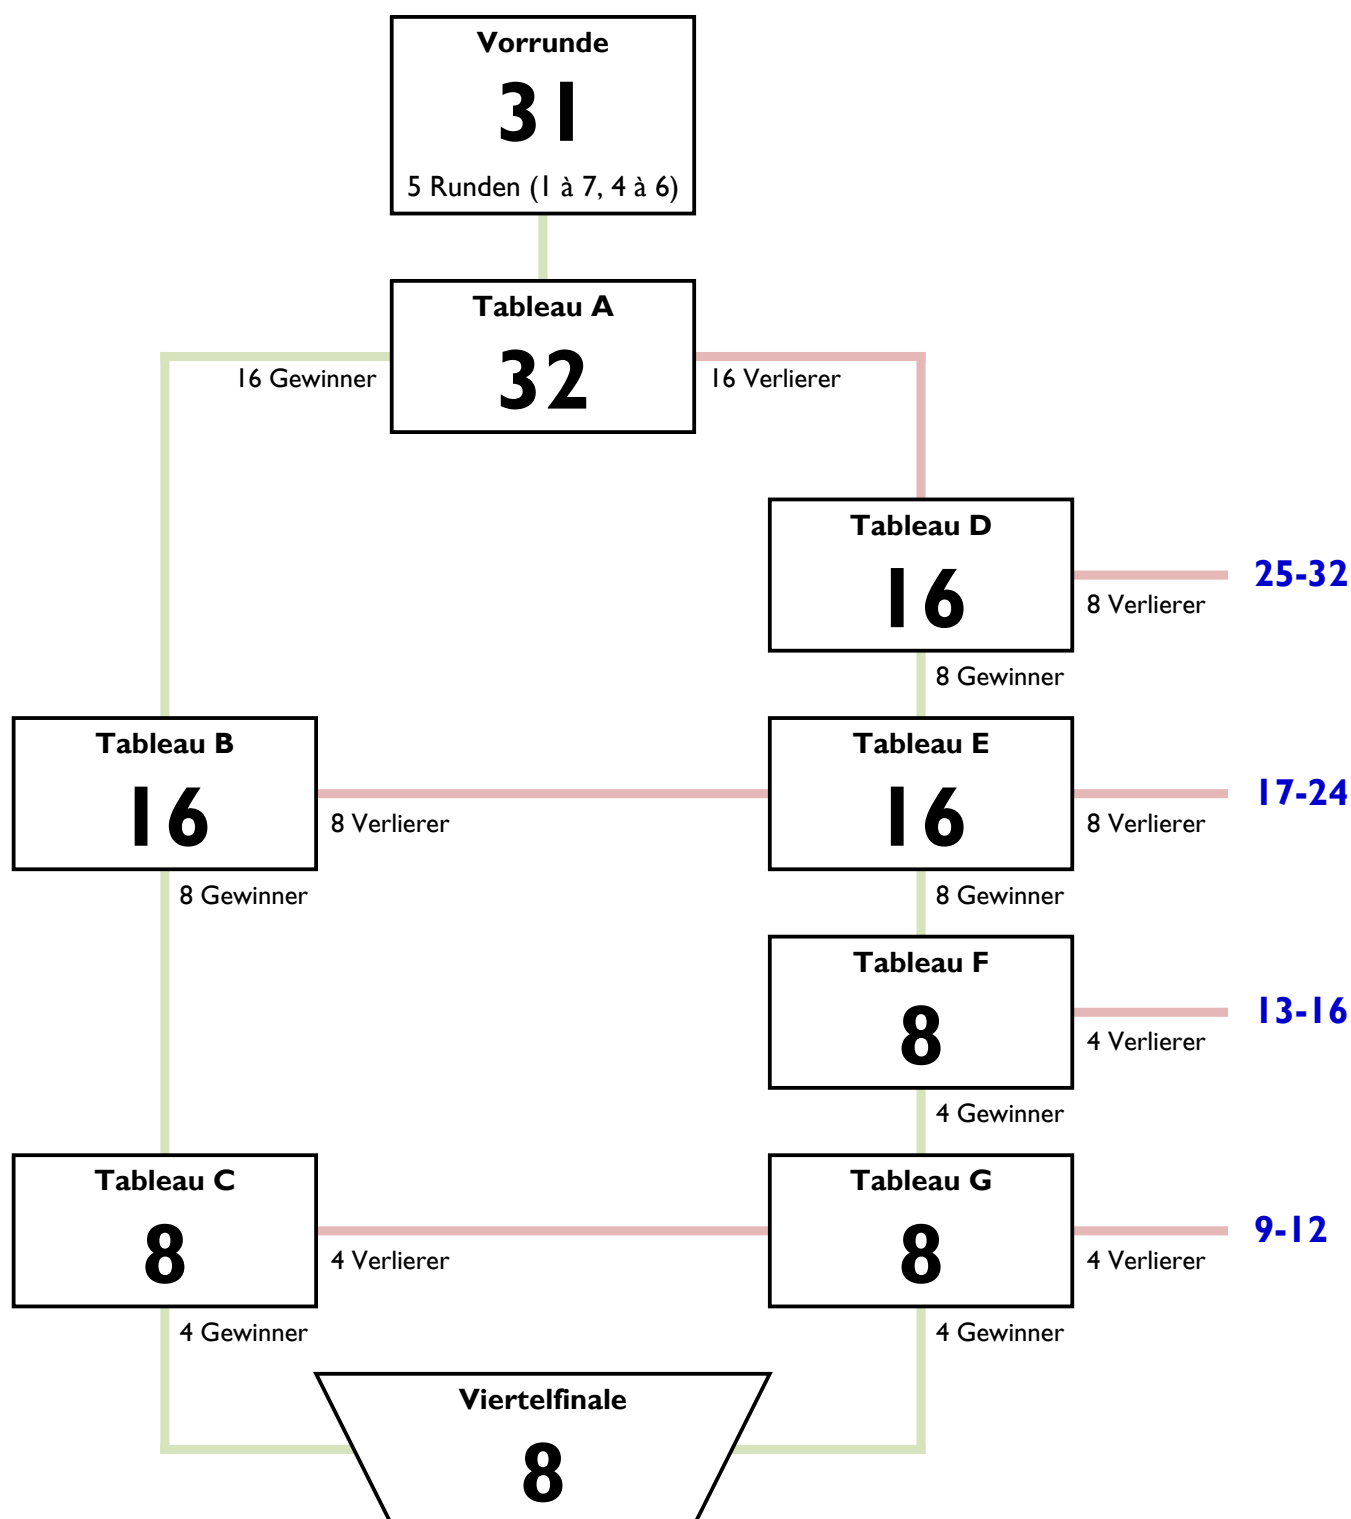 Vorrunde
31
5 Runden (1 à 7, 4 à 6)
Tableau A
32
16 Gewinner
16 Verlierer
Tableau D
16
25-32
8 Verlierer
8 Gewinner
Tableau B
16
8 Verlierer
8 Gewinner
Tableau E
16
17-24
8 Verlierer
8 Gewinner
Tableau F
8
13-16
4 Verlierer
4 Gewinner
Tableau C
8
4 Verlierer
4 Gewinner
Tableau G
8
9-12
4 Verlierer
4 Gewinner
Viertelfinale
8